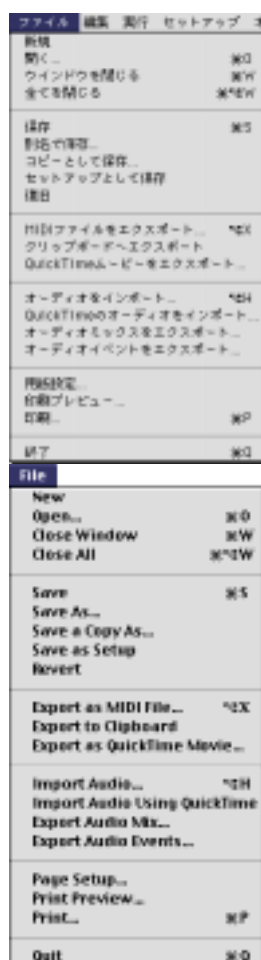 ファイル 編集 実行 セットアップ
新規
開く... ⌘O
ウインドウを閉じる ⌘W
全てを閉じる
保存 ⌘S
別名で保存...
コピーとして保存...
セットアップとして保存
復旧
MIDIファイルをエクスポート...
クリップボードへエクスポート
QuickTimeムービーをエクスポート...
オーディオをインポート...
QuickTimeのオーディオをインポート...
オーディオミックスをエクスポート...
オーディオイベントをエクスポート...
用紙設定...
印刷プレビュー...
印刷... ⌘P
終了 ⌘Q
File
New
Open... ⌘O
Close Window ⌘W
Close All
Save ⌘S
Save As...
Save a Copy As...
Save as Setup
Revert
Export as MIDI File...
Export to Clipboard
Export as QuickTime Movie...
Import Audio...
Import Audio Using QuickTime
Export Audio Mix...
Export Audio Events...
Page Setup...
Print Preview...
Print... ⌘P
Quit ⌘Q